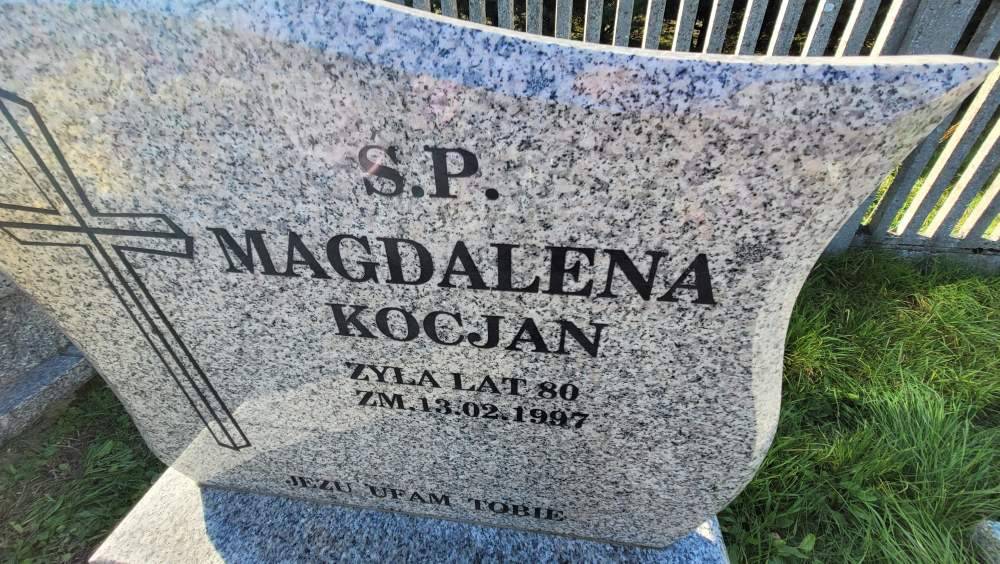 S.P.
MAGDALENA
KOCJAN
ZYLA LAT 80
ZM.13.02.1997
JEZU UFAM TOBIE